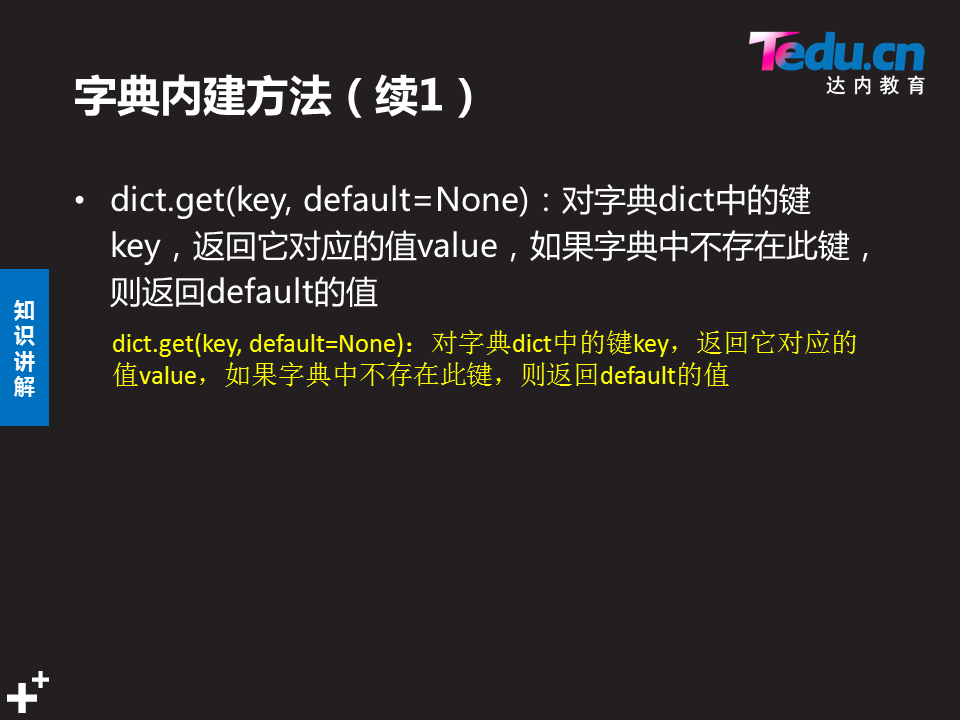 Tedu.cn
达内教育
字典内建方法（续1）
• dict.get(key, default=None)：对字典dict中的键
key，返回它对应的值value，如果字典中不存在此键，
则返回default的值
dict.get(key, default=None)：对字典dict中的键key，返回它对应的
值value，如果字典中不存在此键，则返回default的值
知
识
讲
解